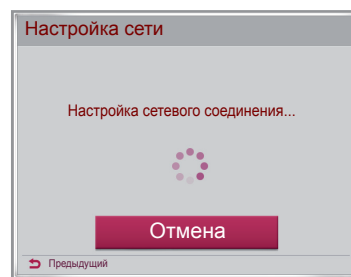 Настройка сети
Настройка сетевого соединения...
Отмена
Предыдущий